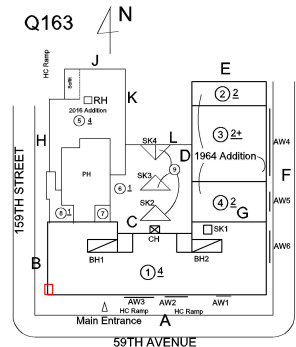 Q163
N
J
E
HC Ramp
Sofit
RH
2016 Addition
5 4
K
2 2
SK4
L
3 2+
AW4
H
D
1964 Addition
F
PH
SK3
9
6 1
159TH STREET
SK2
4 2
AW5
8 1
7
C
G
SK1
CH
AW6
B
BH1
BH2
1 4
AW3
AW2
AW1
HC Ramp
HC Ramp
Main Entrance
A
59TH AVENUE